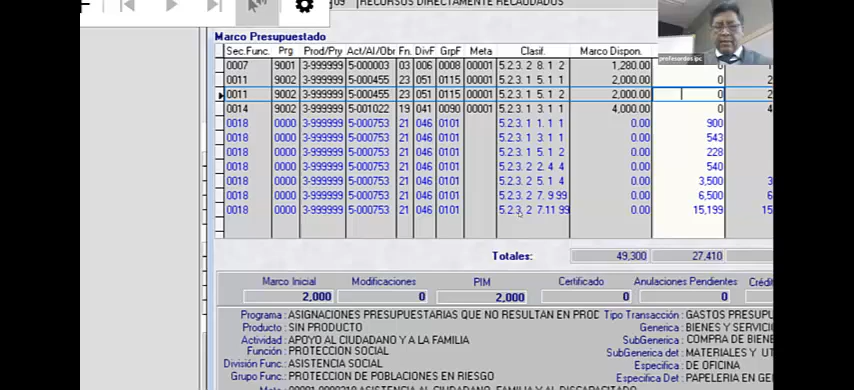 09 RECURSOS DIRECTAMENTE RECAUDADOS
profesordos ipc
Marco Presupuestado
Sec.Func. Prg Prod/Pry Act/AI/Obr Fn. DivF GrpF Meta Clasif. Marco Dispon.
0007 9001 3-999999 5-000003 03 006 0008 00001 5.2.3. 2 8. 1 2 1,280.00 0
0011 9002 3-999999 5-000455 23 051 0115 00001 5.2.3. 1 5. 1 1 2,000.00 0 2
0011 9002 3-999999 5-000455 23 051 0115 00001 5.2.3. 1 5. 1 2 2,000.00 0 2
0014 9002 3-999999 5-001022 19 041 0090 00001 5.2.3. 1 3. 1 1 4,000.00 0 4
0018 0000 3-999999 5-000753 21 046 0101 5.2.3. 1 1. 1 1 0.00 900
0018 0000 3-999999 5-000753 21 046 0101 5.2.3. 1 3. 1 1 0.00 543
0018 0000 3-999999 5-000753 21 046 0101 5.2.3. 1 5. 1 2 0.00 228
0018 0000 3-999999 5-000753 21 046 0101 5.2.3. 2 2. 4 4 0.00 540
0018 0000 3-999999 5-000753 21 046 0101 5.2.3. 2 5. 1 4 0.00 3,500 3
0018 0000 3-999999 5-000753 21 046 0101 5.2.3. 2 7. 9 99 0.00 6,500 6
0018 0000 3-999999 5-000753 21 046 0101 5.2.3. 2 7.11 99 0.00 15,199 15
Totales: 49,300 27,410
Marco Inicial Modificaciones PIM Certificado Anulaciones Pendientes Crédi
2,000 0 2,000 0 0
Programa : ASIGNACIONES PRESUPUESTARIAS QUE NO RESULTAN EN PROD Tipo Transacción : GASTOS PRESUPU
Producto : SIN PRODUCTO Generica : BIENES Y SERVICIO
Actividad : APOYO AL CIUDADANO Y A LA FAMILIA SubGenerica : COMPRA DE BIENE
Función : PROTECCIÓN SOCIAL SubGenerica det : MATERIALES Y UT
División Func. : ASISTENCIA SOCIAL Especifica : DE OFICINA
Grupo Func. : PROTECCIÓN DE POBLACIONES EN RIESGO Especifica Det : PAPELERIA EN GE